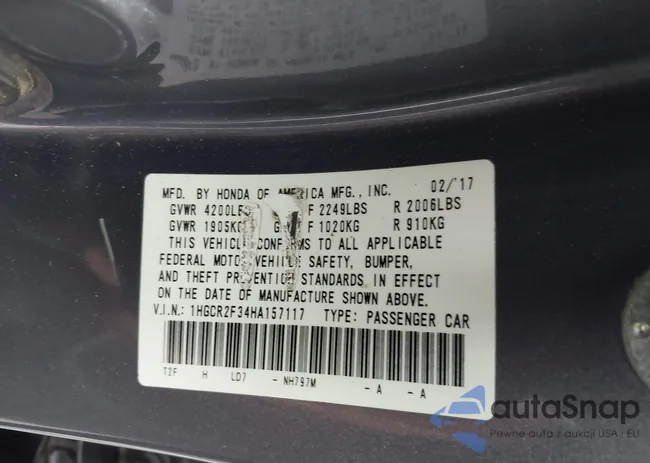 MFD. BY HONDA OF AMERICA MFG., INC. 02/'17
GVWR 4200LBS F 2249LBS R 2006LBS
GVWR 1905KG F 1020KG R 910KG
THIS VEHICLE CONFORMS TO ALL APPLICABLE
FEDERAL MOTOR VEHICLE SAFETY, BUMPER,
AND THEFT PREVENTION STANDARDS IN EFFECT
ON THE DATE OF MANUFACTURE SHOWN ABOVE.
V.I.N.: 1HGCR2F34HA157117 TYPE: PASSENGER CAR
T2F H LD7 - NH797M - A - A
autaSnap
Pewne auta z aukcji USA i EU